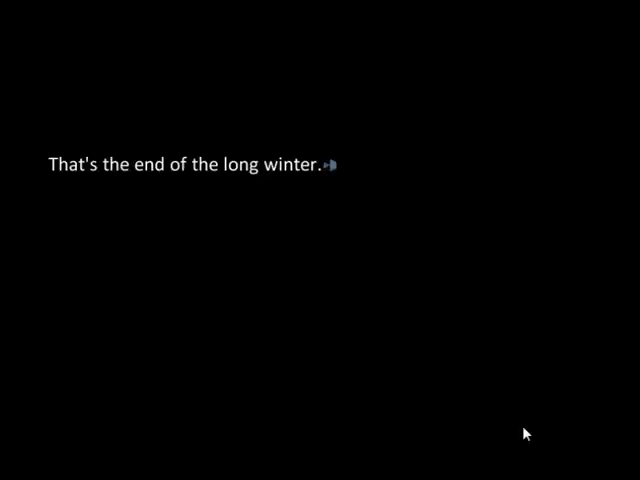 That's the end of the long winter.